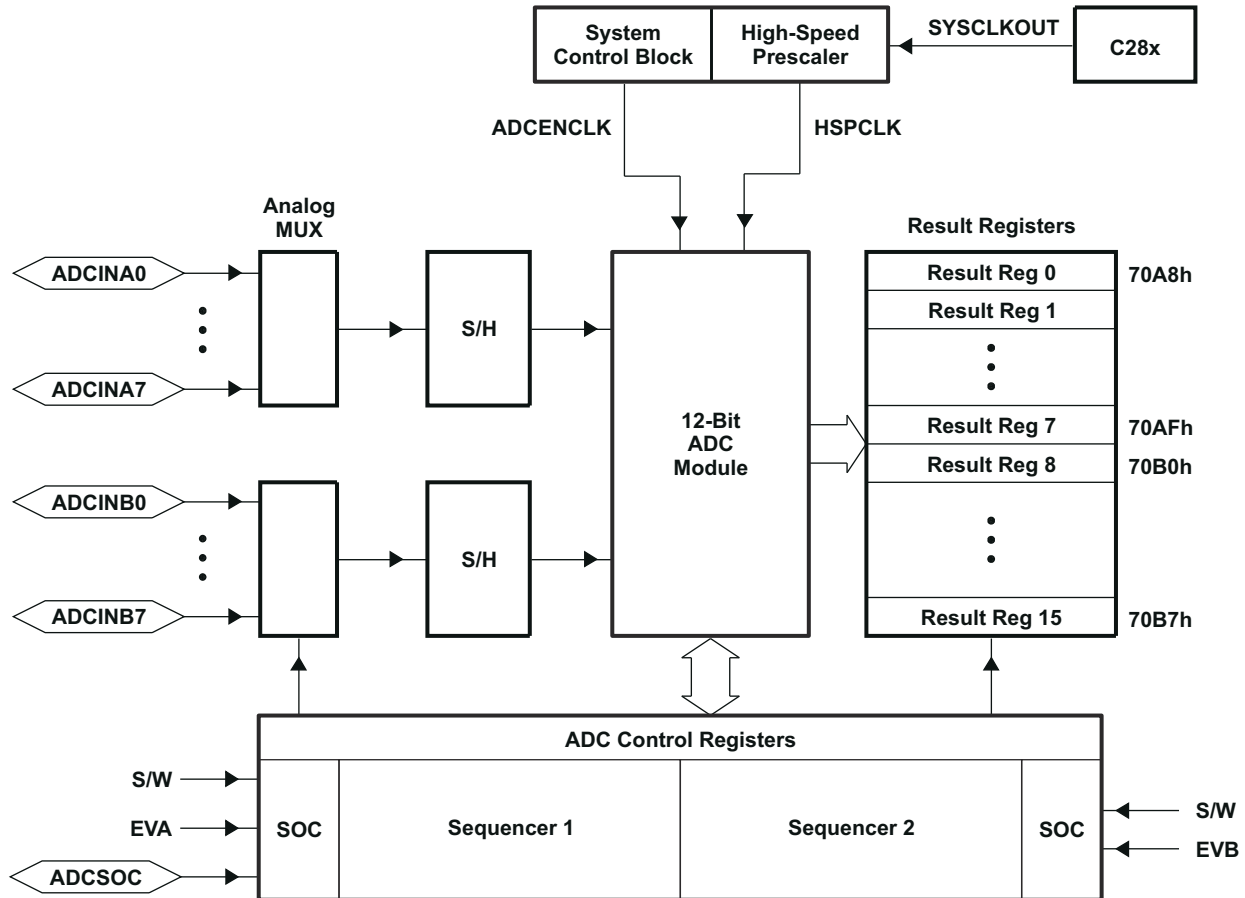 System
Control Block
High-Speed
Prescaler
SYSCLKOUT
C28x
ADCENCLK
HSPCLK
Analog
MUX
Result Registers
ADCINA0
S/H
Result Reg 0
70A8h
Result Reg 1
ADCINA7
12-Bit
ADC
Module
Result Reg 7
70AFh
Result Reg 8
70B0h
ADCINB0
S/H
ADCINB7
Result Reg 15
70B7h
ADC Control Registers
S/W
EVA
ADCSOC
SOC
Sequencer 1
Sequencer 2
SOC
S/W
EVB